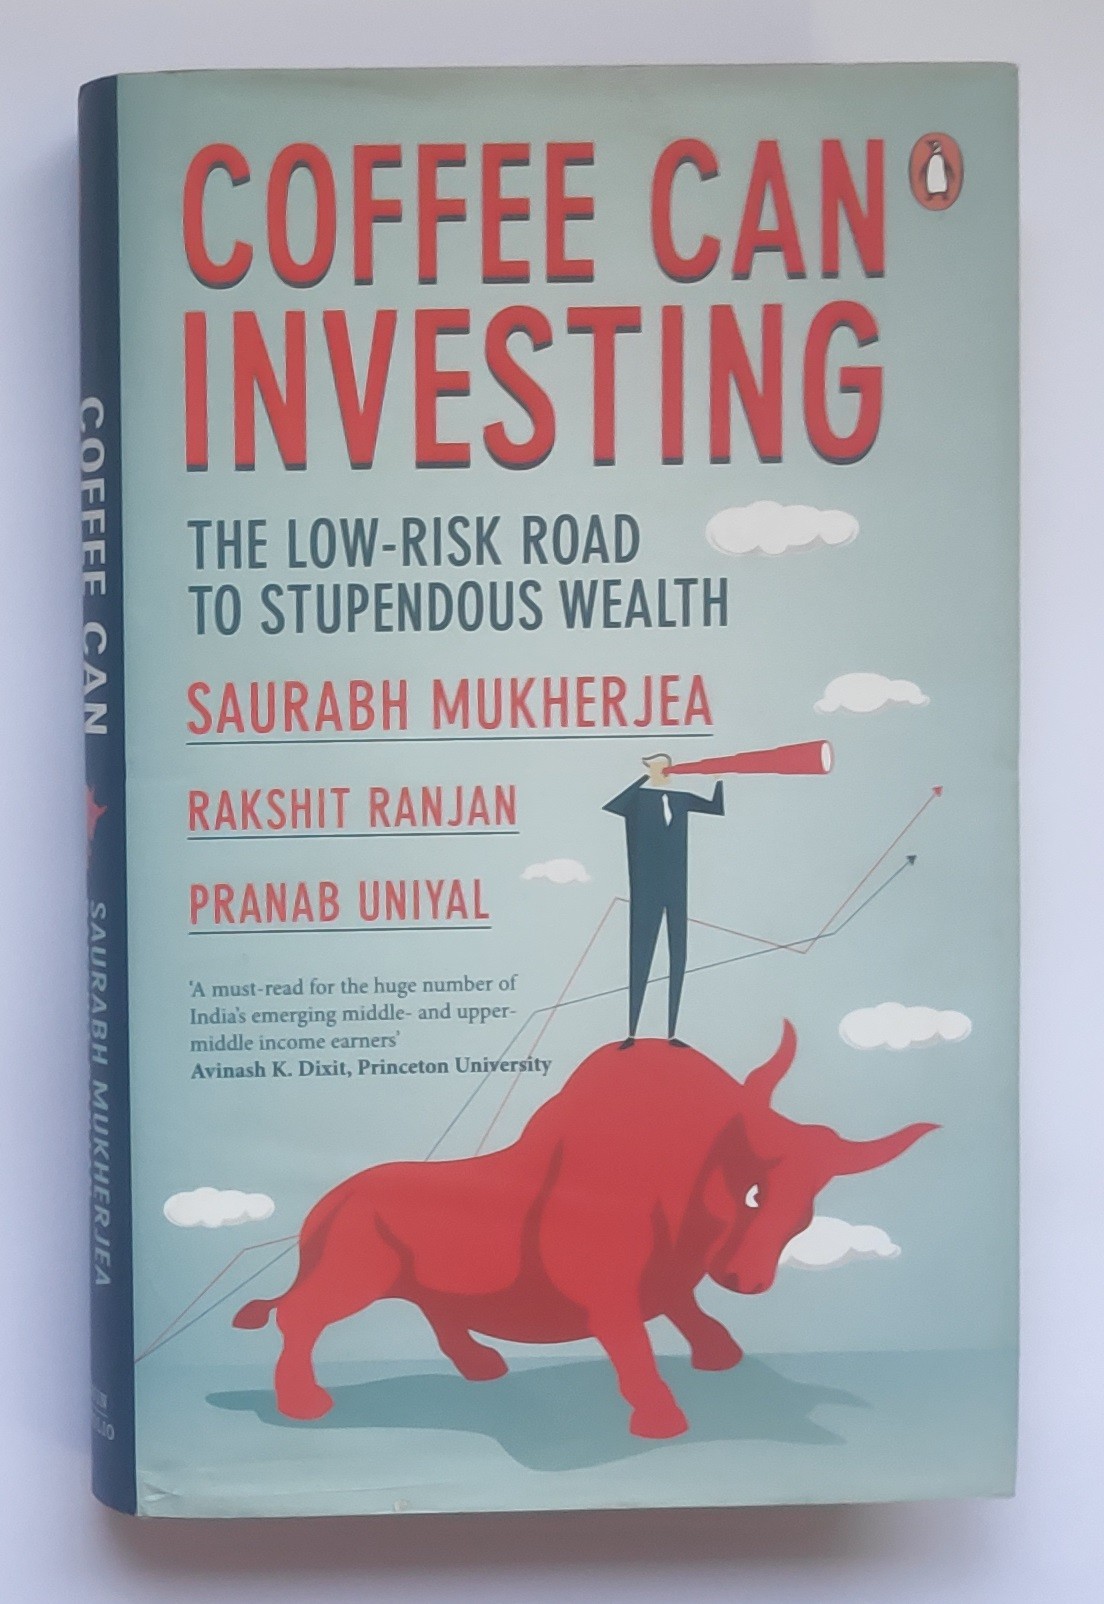 COFFEE CAN
INVESTING
THE LOW-RISK ROAD
TO STUPENDOUS WEALTH
SAURABH MUKHERJEA
RAKSHIT RANJAN
PRANAB UNIYAL
'A must-read for the huge number of
India's emerging middle- and upper-
middle income earners'
Avinash K. Dixit, Princeton University
COFFEE CAN
SAURABH MUKHERJEA